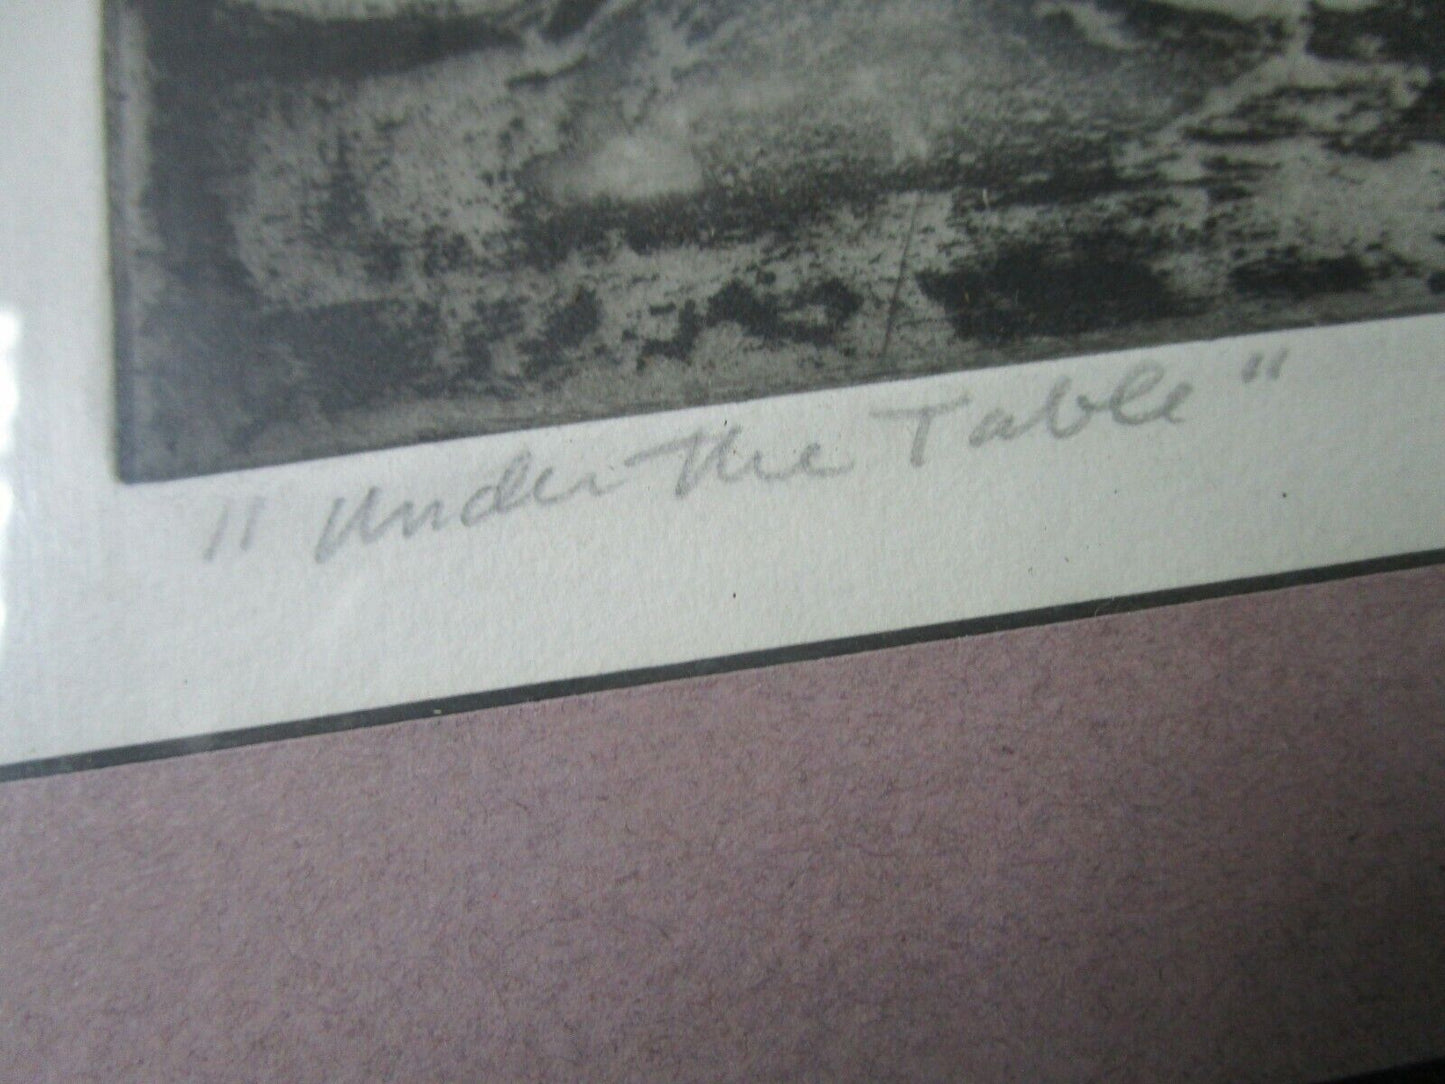 "Under The Table"